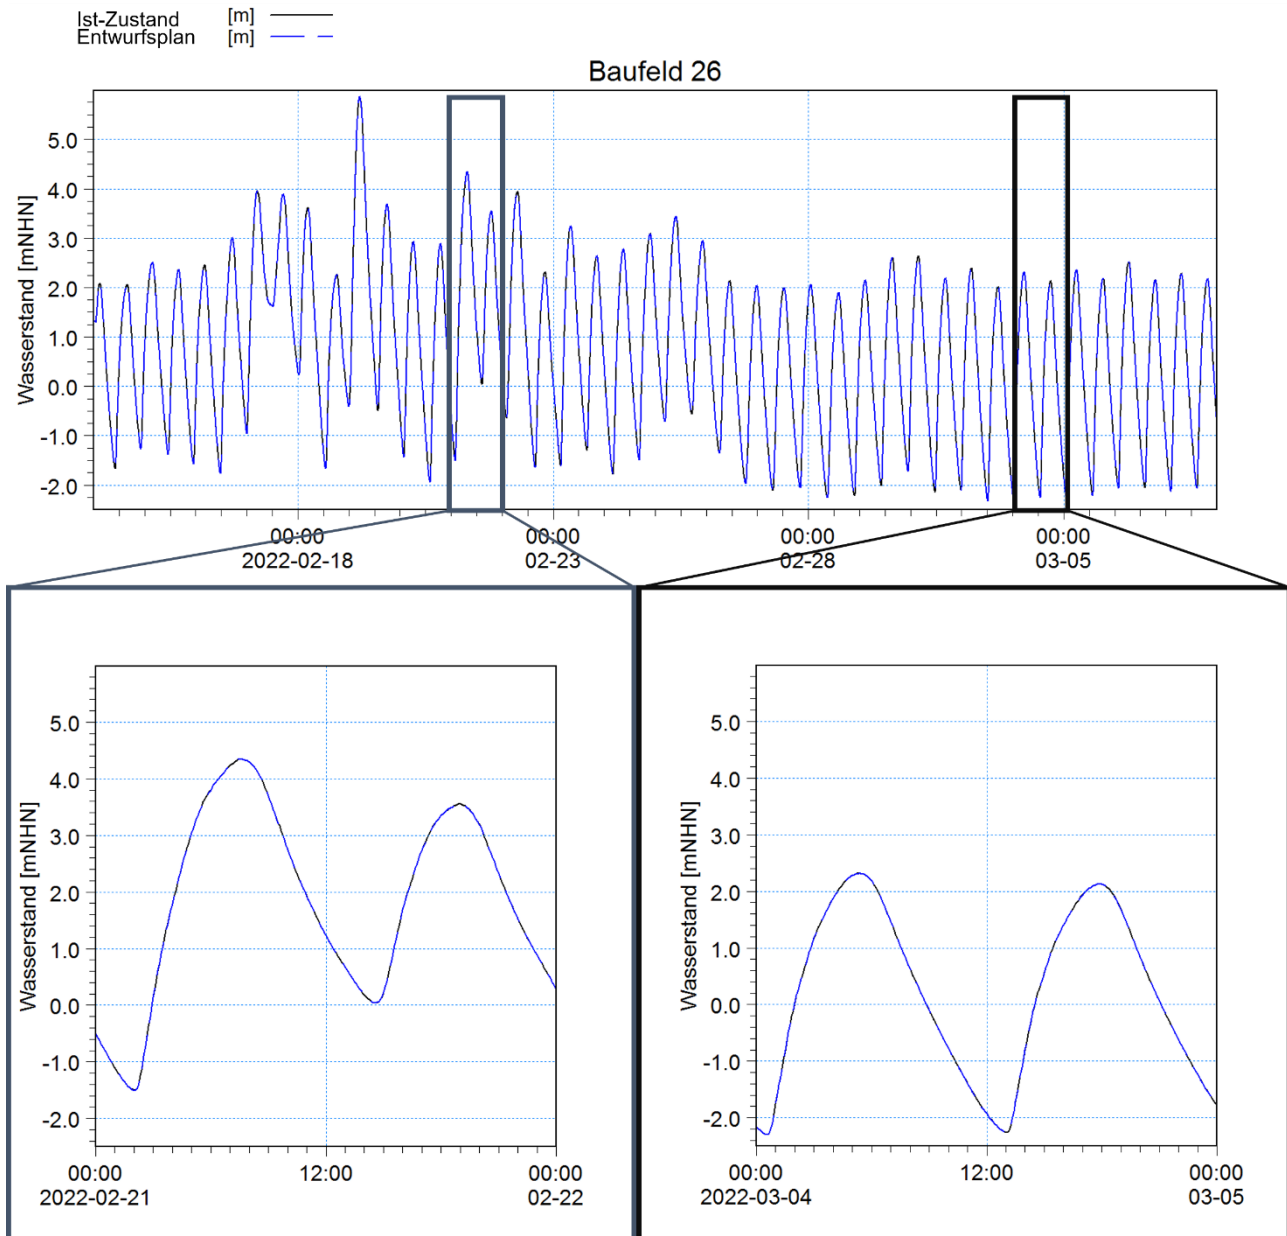 Ist-Zustand [m]
Entwurfsplan [m]
Baufeld 26
Wasserstand [mNHN]
5.0
4.0
3.0
2.0
1.0
0.0
-1.0
-2.0
00:00 00:00 00:00 00:00
2022-02-18 02-23 02-28 03-05
Wasserstand [mNHN]
5.0
4.0
3.0
2.0
1.0
0.0
-1.0
-2.0
00:00 12:00 00:00
2022-02-21 02-22
Wasserstand [mNHN]
5.0
4.0
3.0
2.0
1.0
0.0
-1.0
-2.0
00:00 12:00 00:00
2022-03-04 03-05